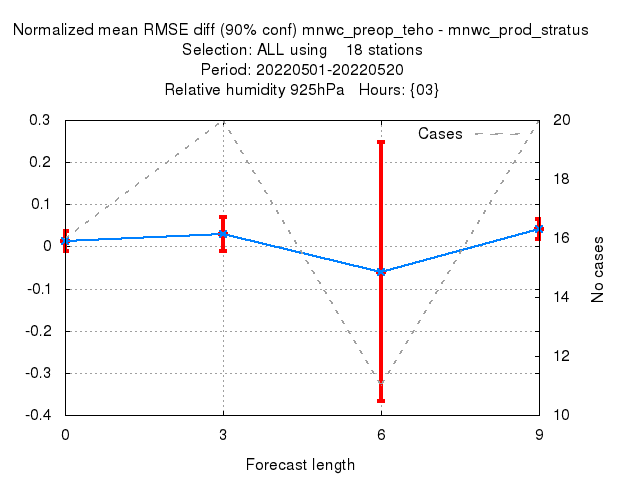 Normalized mean RMSE diff (90% conf) mnwc_preop_teho - mnwc_prod_stratus
Selection: ALL using    18 stations
Period: 20220501-20220520
Relative humidity 925hPa   Hours: {03}
Cases
0.3
0.2
0.1
0
-0.1
-0.2
-0.3
-0.4
20
18
16
14
12
10
No cases
0 3 6 9
Forecast length